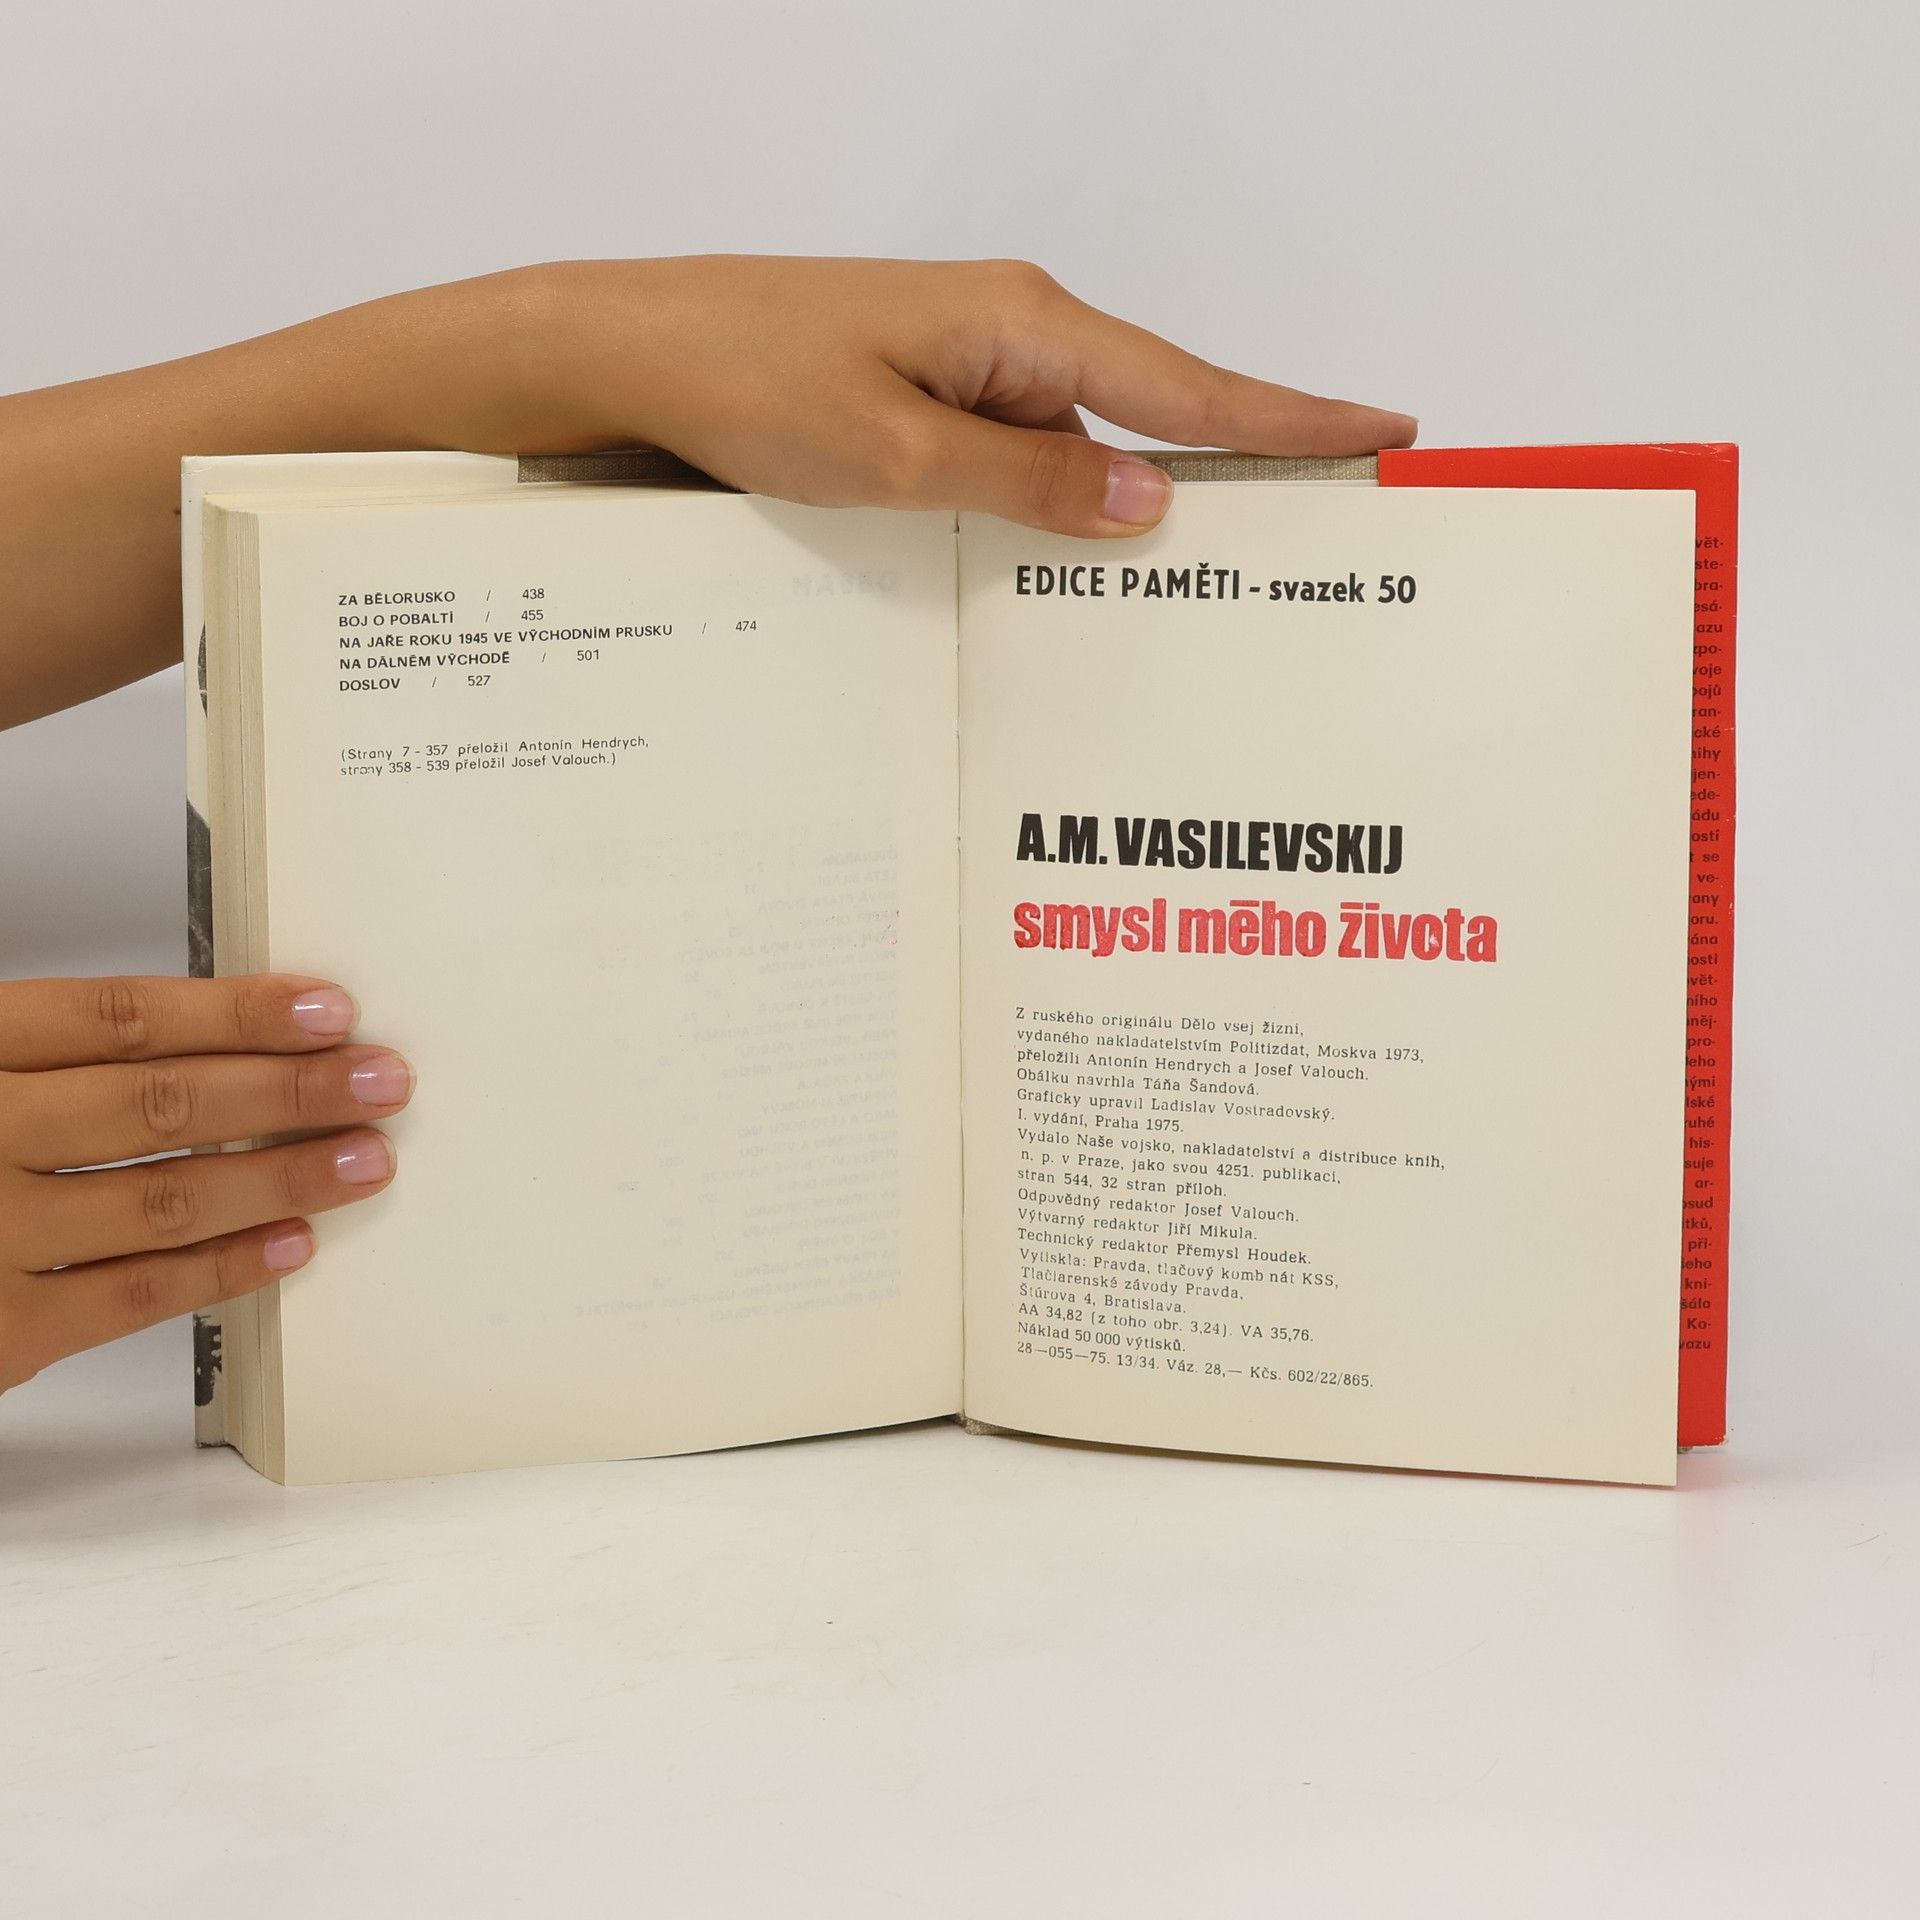 ZA BĚLORUSKO / 438
BOJ O POBALTÍ / 455
NA JAŘE ROKU 1945 VE VÝCHODNÍM PRUSKU / 474
NA DÁLNÉM VÝCHODĚ / 501
DOSLOV / 527
(Strany 7 - 357 přeložil Antonín Hendrych,
strany 358 - 539 přeložil Josef Valouch.)
EDICE PAMĚTI - svazek 50
A.M. VASILEVSKIJ
smysl mého života
Z ruského originálu Dělo vsej žizni,
vydaného nakladatelstvím Politizdat, Moskva 1973,
přeložili Antonín Hendrych a Josef Valouch.
Obálku navrhla Táňa Šandová.
Graficky upravil Ladislav Vostradovský.
I. vydání, Praha 1975.
Vydalo Naše vojsko, nakladatelství a distribuce knih,
n. p. v Praze, jako svou 4251. publikaci,
stran 544, 32 stran příloh.
Odpovědný redaktor Josef Valouch.
Výtvarný redaktor Jiří Mikula.
Technický redaktor Přemysl Houdek.
Vytiskla: Pravda, tlačový komb nát KSS,
Tlačiarenské závody Pravda,
Štúrova 4, Bratislava.
AA 34,82 (z toho obr. 3,24). VA 35,76.
Náklad 50 000 výtisků.
28—055—75. 13/34. Váz. 28,— Kčs. 602/22/865.